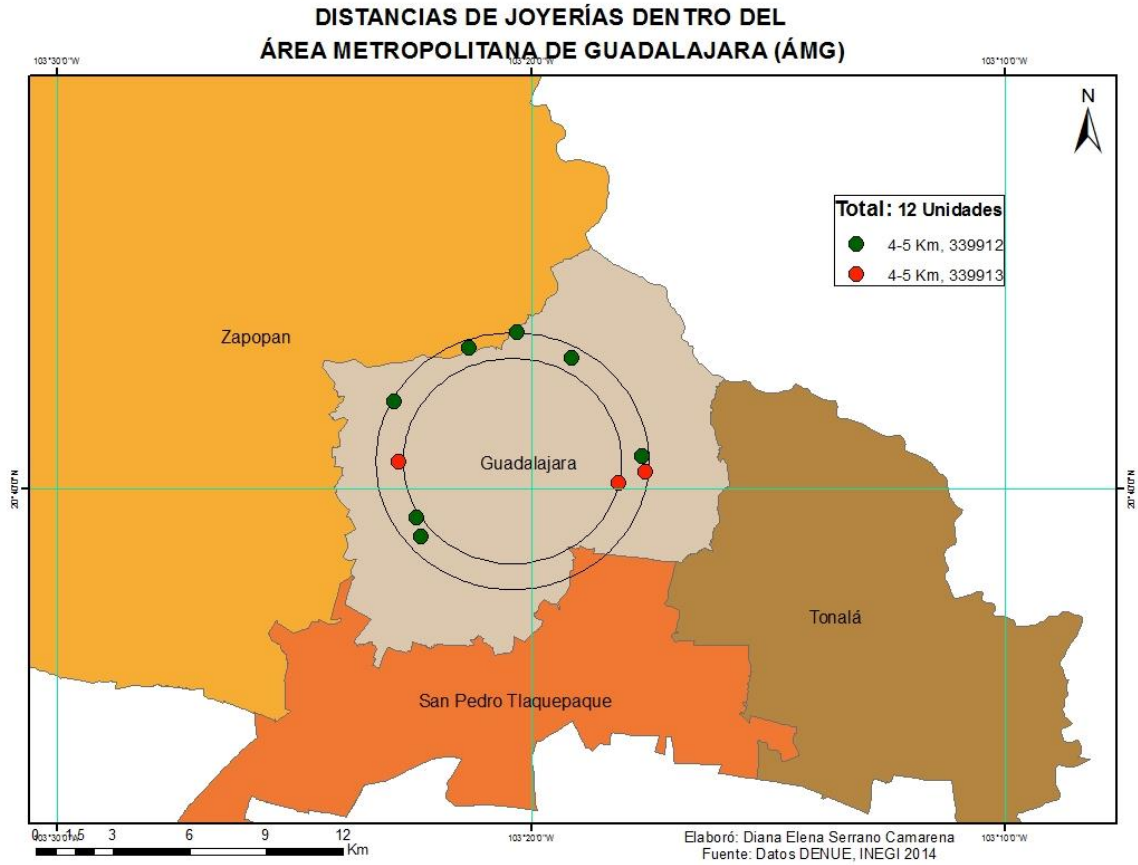 DISTANCIAS DE JOYERÍAS DENTRO DEL
ÁREA METROPOLITANA DE GUADALAJARA (ÁMG)
103°30'0"W
103°20'0"W
103°10'0"W
N
Total: 12 Unidades
4-5 Km, 339912
4-5 Km, 339913
Zapopan
Guadalajara
20°40'0"N
20°40'0"N
Tonalá
San Pedro Tlaquepaque
103°30'0"W
103°20'0"W
103°10'0"W
0 1.5 3 6 9 12
Km
Elaboró: Diana Elena Serrano Camarena
Fuente: Datos DENUE, INEGI 2014